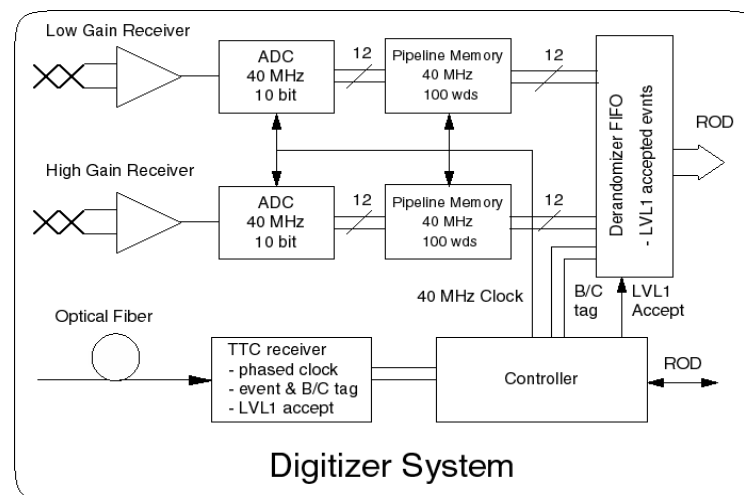 Low Gain Receiver
ADC
40 MHz
10 bit
12
Pipeline Memory
40 MHz
100 wds
12
Derandomizer FIFO
- LVL1 accepted evnts
ROD
High Gain Receiver
ADC
40 MHz
10 bit
12
Pipeline Memory
40 MHz
100 wds
12
40 MHz Clock
B/C
tag
LVL1
Accept
Optical Fiber
TTC receiver
- phased clock
- event & B/C tag
- LVL1 accept
Controller
ROD
Digitizer System